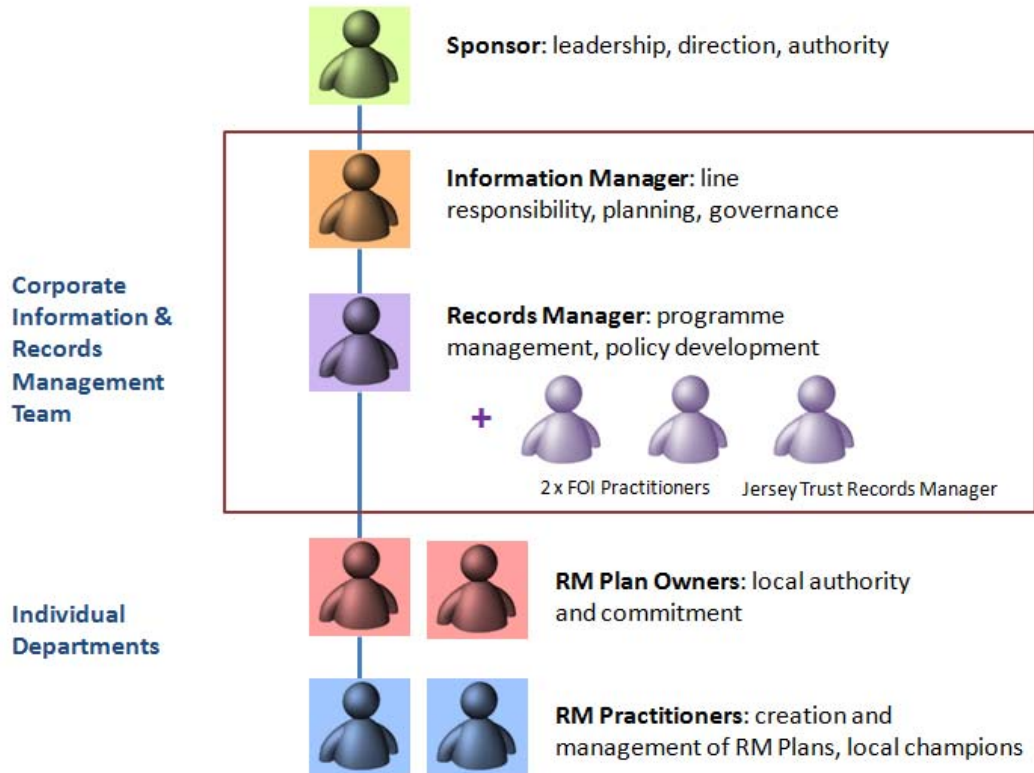 Sponsor: leadership, direction, authority
Information Manager: line
responsibility, planning, governance
Corporate
Information &
Records
Management
Team
Records Manager: programme
management, policy development
+
2 x FOI Practitioners
Jersey Trust Records Manager
Individual
Departments
RM Plan Owners: local authority
and commitment
RM Practitioners: creation and
management of RM Plans, local champions